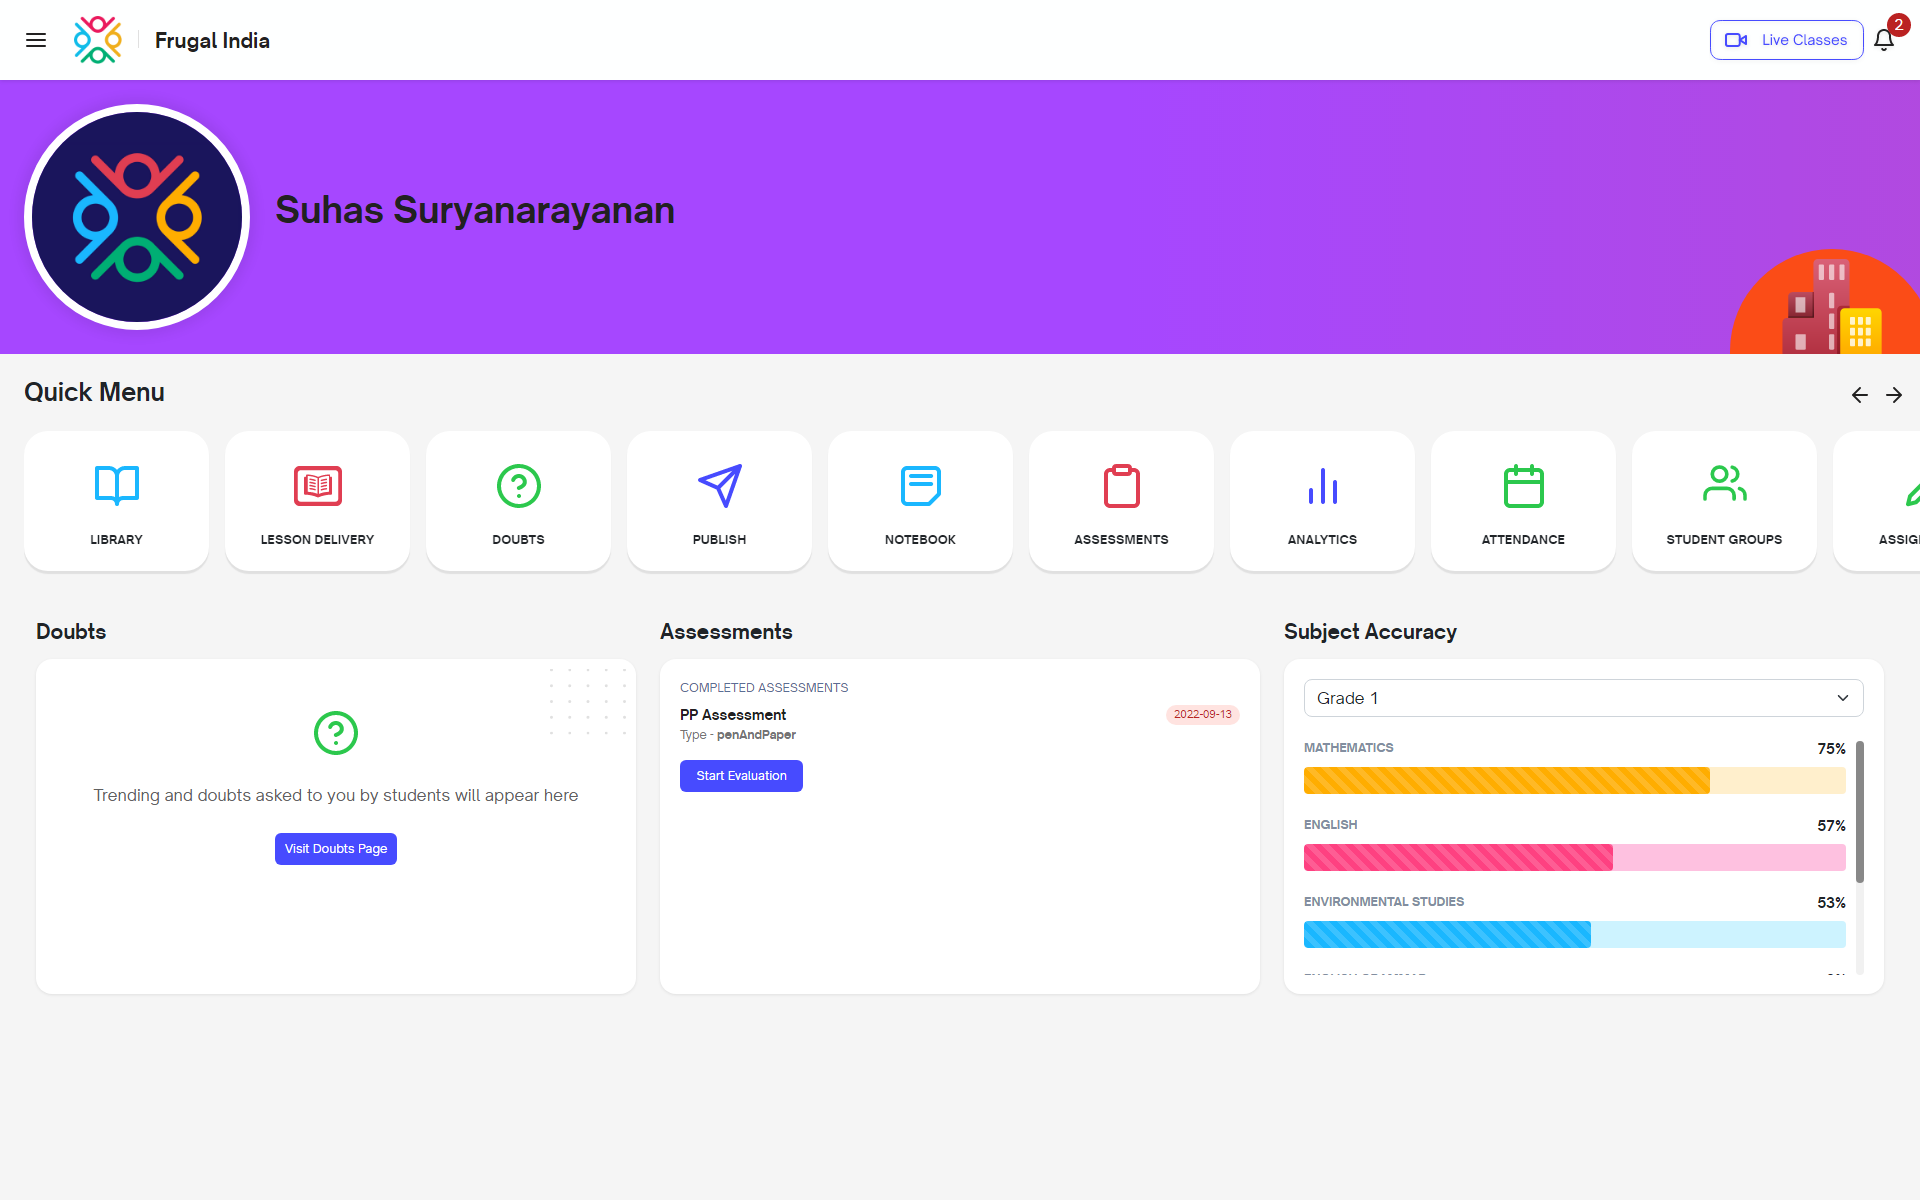 Frugal India
Live Classes
2
Suhas Suryanarayanan
Quick Menu
LIBRARY
LESSON DELIVERY
DOUBTS
PUBLISH
NOTEBOOK
ASSESSMENTS
ANALYTICS
ATTENDANCE
STUDENT GROUPS
Doubts
Trending and doubts asked to you by students will appear here
Visit Doubts Page
Assessments
COMPLETED ASSESSMENTS
PP Assessment
2022-09-13
Type - penAndPaper
Start Evaluation
Subject Accuracy
Grade 1
MATHEMATICS
75%
ENGLISH
57%
ENVIRONMENTAL STUDIES
53%